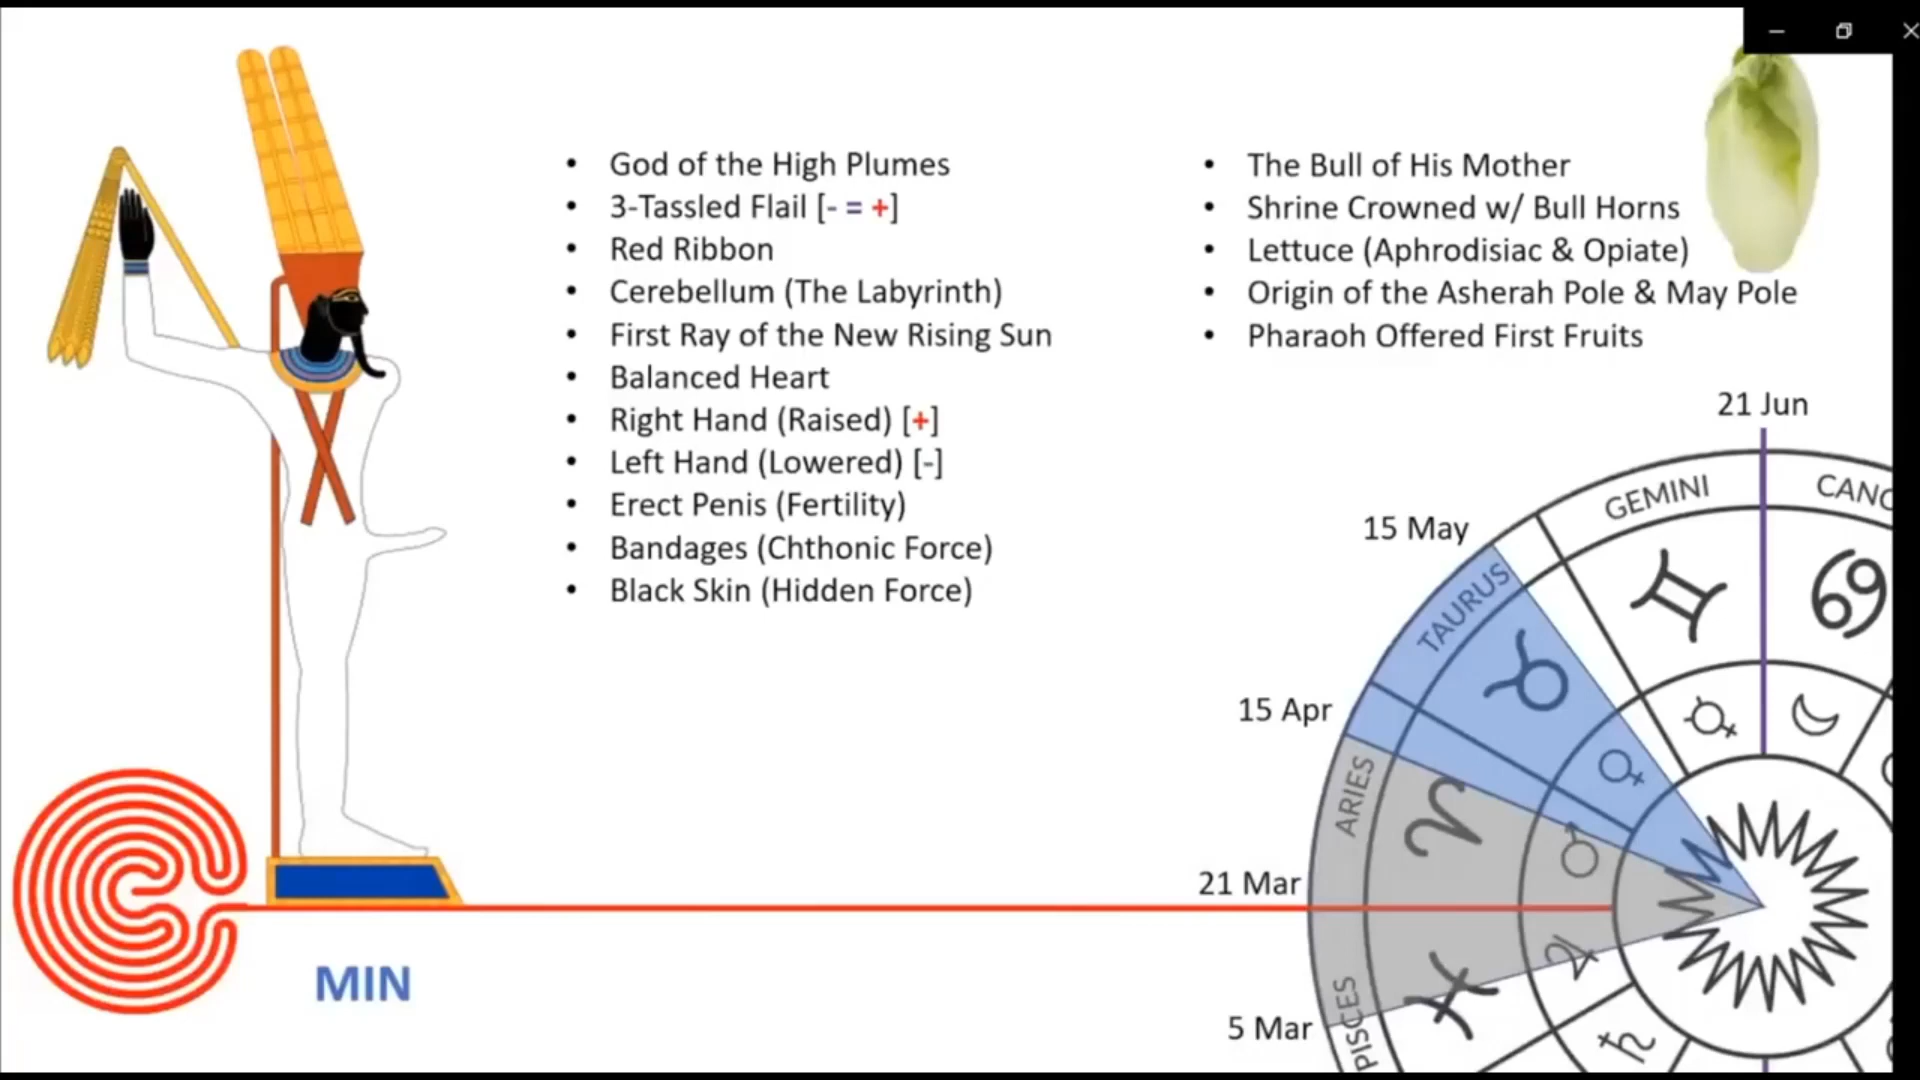 • God of the High Plumes
• 3-Tassled Flail [- = +]
• Red Ribbon
• Cerebellum (The Labyrinth)
• First Ray of the New Rising Sun
• Balanced Heart
• Right Hand (Raised) [+]
• Left Hand (Lowered) [-]
• Erect Penis (Fertility)
• Bandages (Chthonic Force)
• Black Skin (Hidden Force)
• The Bull of His Mother
• Shrine Crowned w/ Bull Horns
• Lettuce (Aphrodisiac & Opiate)
• Origin of the Asherah Pole & May Pole
• Pharaoh Offered First Fruits
21 Jun
GEMINI
CANC
15 May
TAURUS
15 Apr
ARIES
21 Mar
PISCES
5 Mar
MIN